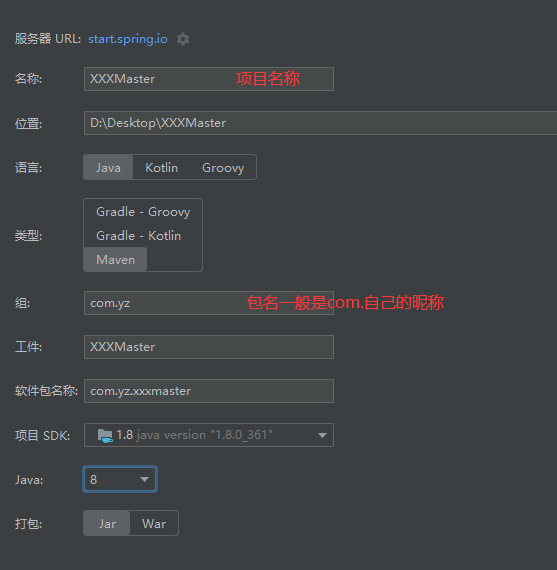 服务器 URL: start.spring.io
名称: XXXMaster 项目名称
位置: D:\Desktop\XXXMaster
语言: Java Kotlin Groovy
Gradle - Groovy
类型: Gradle - Kotlin
Maven
组: com.yz 包名一般是com.自己的昵称
工件: XXXMaster
软件包名称: com.yz.xxxmaster
项目 SDK: 1.8 java version "1.8.0_361"
Java: 8
打包: Jar War